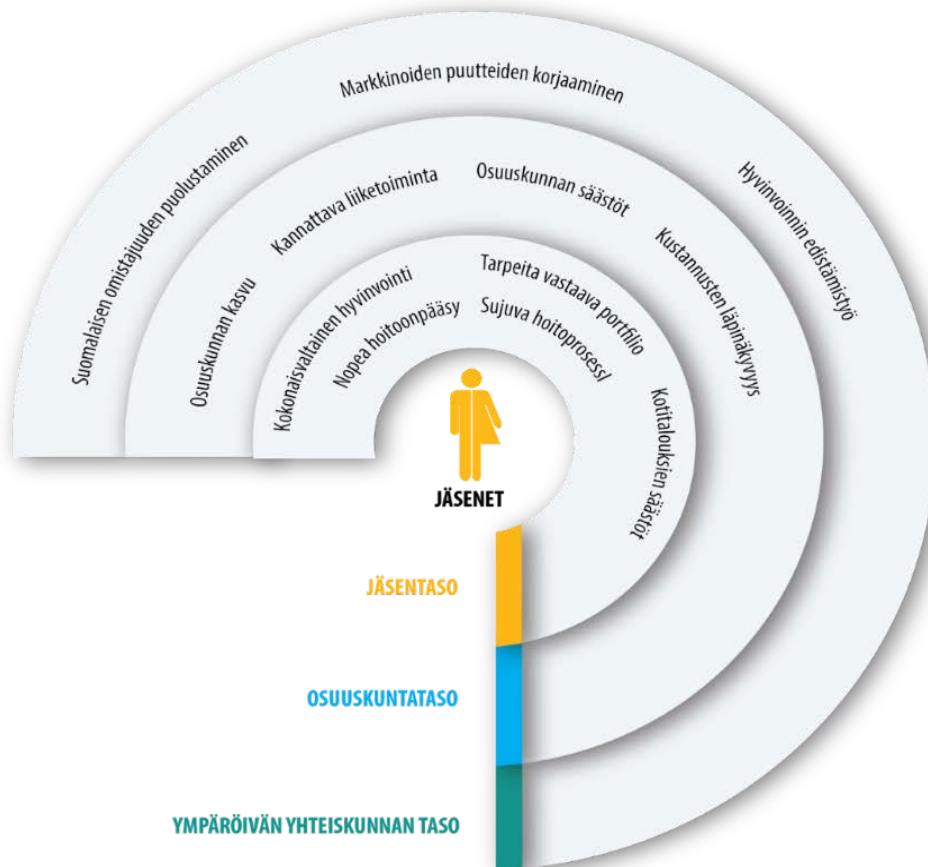 Markkinoiden puutteiden korjaaminen
Suomalaisen omistajuuden puolustaminen
Hyvinvoinnin edistämistyö
Kannattava liiketoiminta
Osuuskunnan säästöt
Osuuskunnan kasvu
Kustannusten läpinäkyvyys
Kokonaisvaltainen hyvinvointi
Tarpeita vastaava portfilio
Nopea hoitoonpääsy
Sujuva hoitoprosessI
Kotitalouksien säästöt
JÄSENET
JÄSENTASO
OSUUSKUNTATASO
YMPÄRÖIVÄN YHTEISKUNNAN TASO